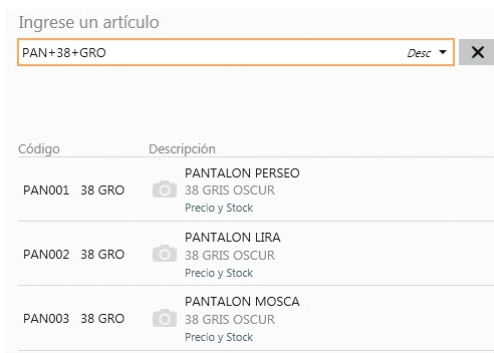 Ingrese un artículo
PAN+38+GRO Desc
Código Descripción
PANTALON PERSEO
PAN001 38 GRO 38 GRIS OSCUR
Precio y Stock
PANTALON LIRA
PAN002 38 GRO 38 GRIS OSCUR
Precio y Stock
PANTALON MOSCA
PAN003 38 GRO 38 GRIS OSCUR
Precio y Stock